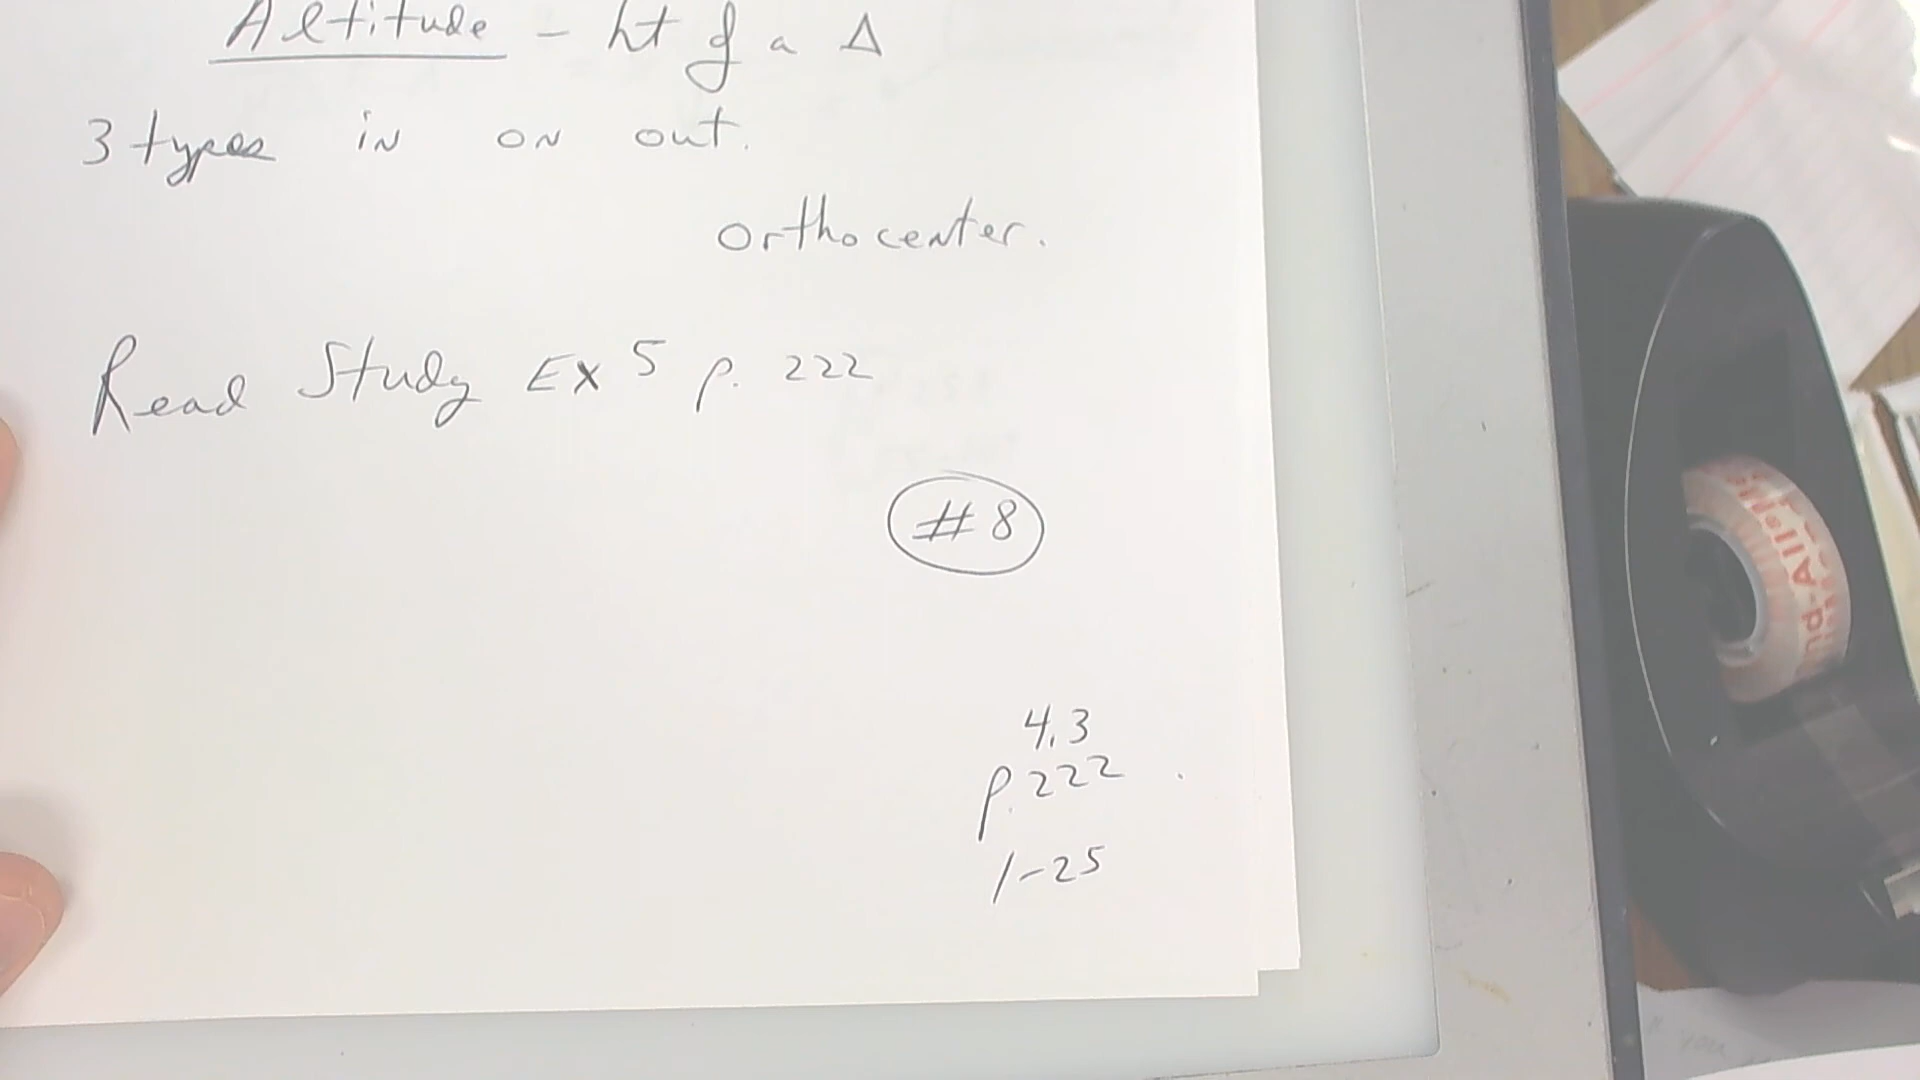 Altitude - ht of a Δ
3 types in on out.
orthocenter.
Read Study Ex 5 p. 222
#8
4.3
p.222
1-25